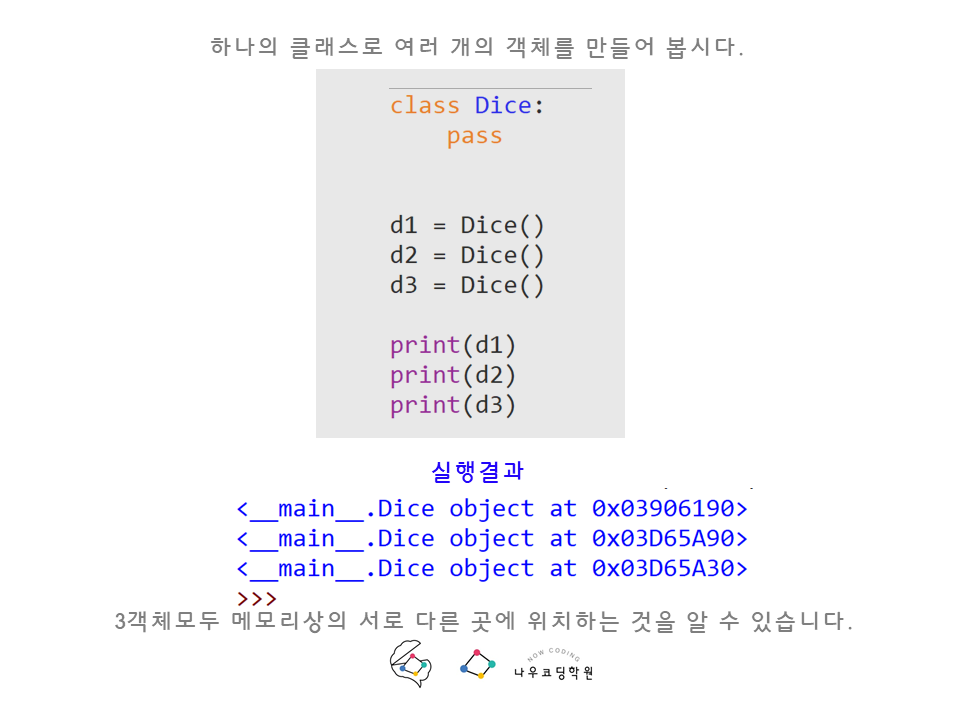 하나의 클래스로 여러 개의 객체를 만들어 봅시다.
class Dice:
    pass
d1 = Dice()
d2 = Dice()
d3 = Dice()
print(d1)
print(d2)
print(d3)
실행결과
<__main__.Dice object at 0x03906190>
<__main__.Dice object at 0x03D65A90>
<__main__.Dice object at 0x03D65A30>
>>>
3객체모두 메모리상의 서로 다른 곳에 위치하는 것을 알 수 있습니다.
NOW CODING
나우코딩학원